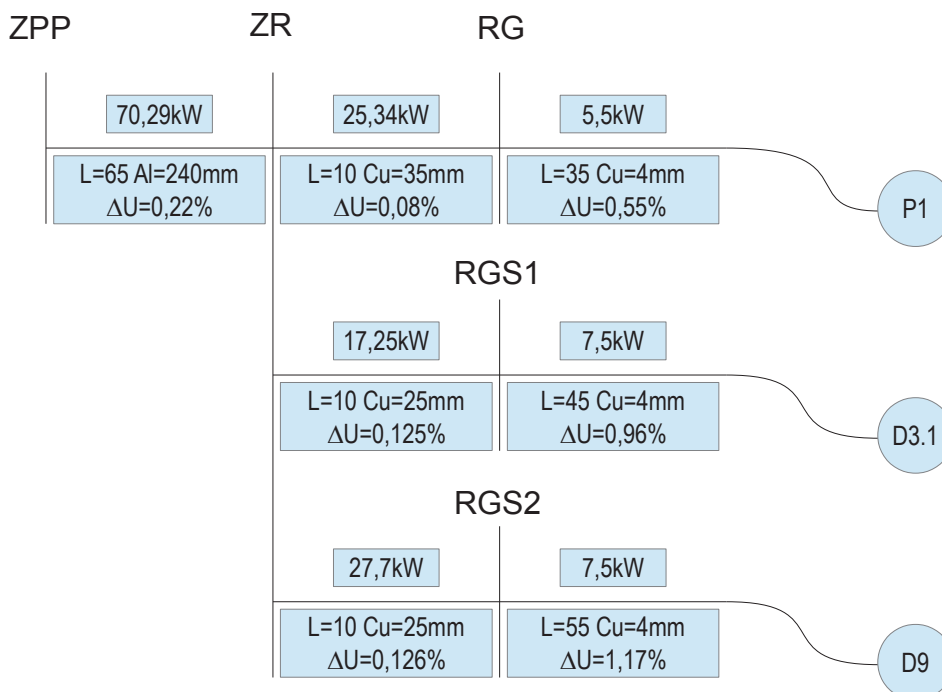 ZPP
ZR
RG
70,29kW
25,34kW
5,5kW
L=65 Al=240mm
ΔU=0,22%
L=10 Cu=35mm
ΔU=0,08%
L=35 Cu=4mm
ΔU=0,55%
P1
RGS1
17,25kW
7,5kW
L=10 Cu=25mm
ΔU=0,125%
L=45 Cu=4mm
ΔU=0,96%
D3.1
RGS2
27,7kW
7,5kW
L=10 Cu=25mm
ΔU=0,126%
L=55 Cu=4mm
ΔU=1,17%
D9